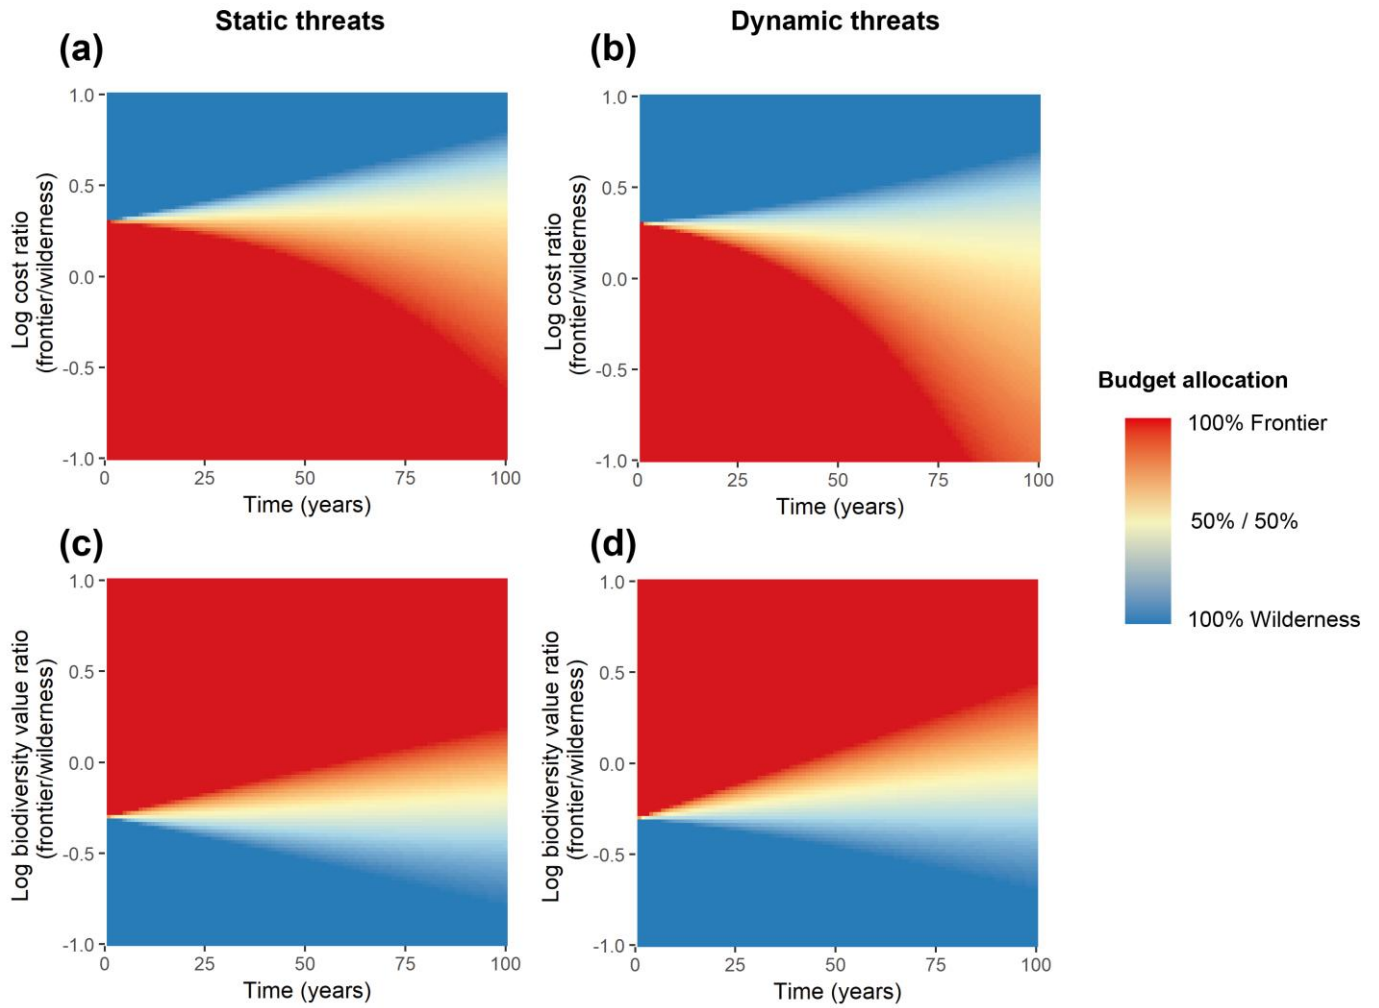 Static threats
Dynamic threats
(a)
(b)
1.0
0.5
0.0
-0.5
-1.0
Log cost ratio
(frontier/wilderness)
0
25
50
75
100
Time (years)
1.0
0.5
0.0
-0.5
-1.0
Log cost ratio
(frontier/wilderness)
0
25
50
75
100
Time (years)
Budget allocation
100% Frontier
50% / 50%
100% Wilderness
(c)
(d)
1.0
0.5
0.0
-0.5
-1.0
Log biodiversity value ratio
(frontier/wilderness)
0
25
50
75
100
Time (years)
1.0
0.5
0.0
-0.5
-1.0
Log biodiversity value ratio
(frontier/wilderness)
0
25
50
75
100
Time (years)